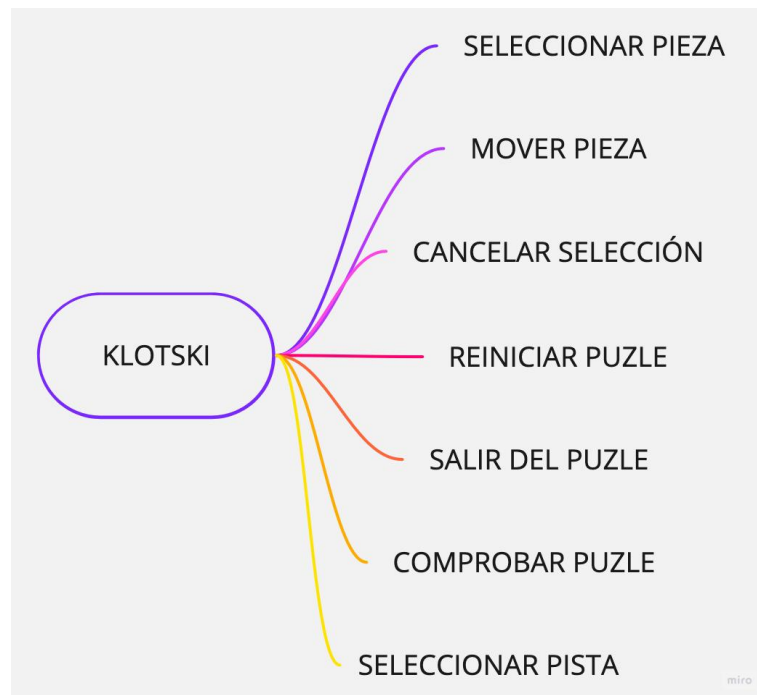 SELECCIONAR PIEZA
MOVER PIEZA
CANCELAR SELECCIÓN
KLOTSKI
REINICIAR PUZLE
SALIR DEL PUZLE
COMPROBAR PUZLE
SELECCIONAR PISTA
miro